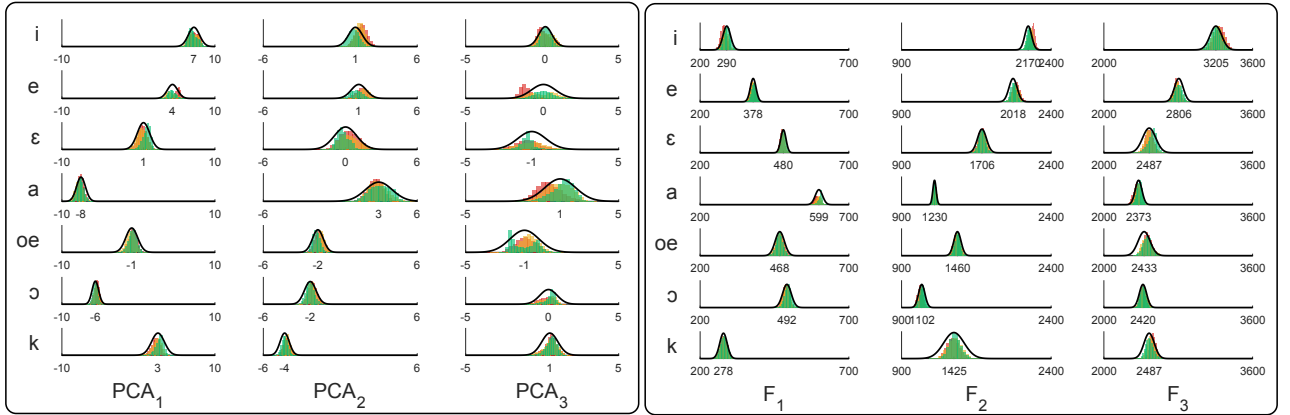 i
-10 7 10
-6 1 6
-5 0 5
200 290 700
900 2170 2400
2000 3205 3600
e
-10 4 10
-6 1 6
-5 0 5
200 378 700
900 2018 2400
2000 2806 3600
ε
-10 1 10
-6 0 6
-5 -1 5
200 480 700
900 1706 2400
2000 2487 3600
a
-10 -8 10
-6 3 6
-5 1 5
200 599 700
900 1230 2400
2000 2373 3600
oe
-10 -1 10
-6 -2 6
-5 -1 5
200 468 700
900 1460 2400
2000 2433 3600
ɔ
-10 -6 10
-6 -2 6
-5 0 5
200 492 700
900 1102 2400
2000 2420 3600
k
-10 3 10
-6 -4 6
-5 1 5
200 278 700
900 1425 2400
2000 2487 3600
PCA₁ PCA₂ PCA₃
i
e
ε
a
oe
ɔ
k
F₁ F₂ F₃